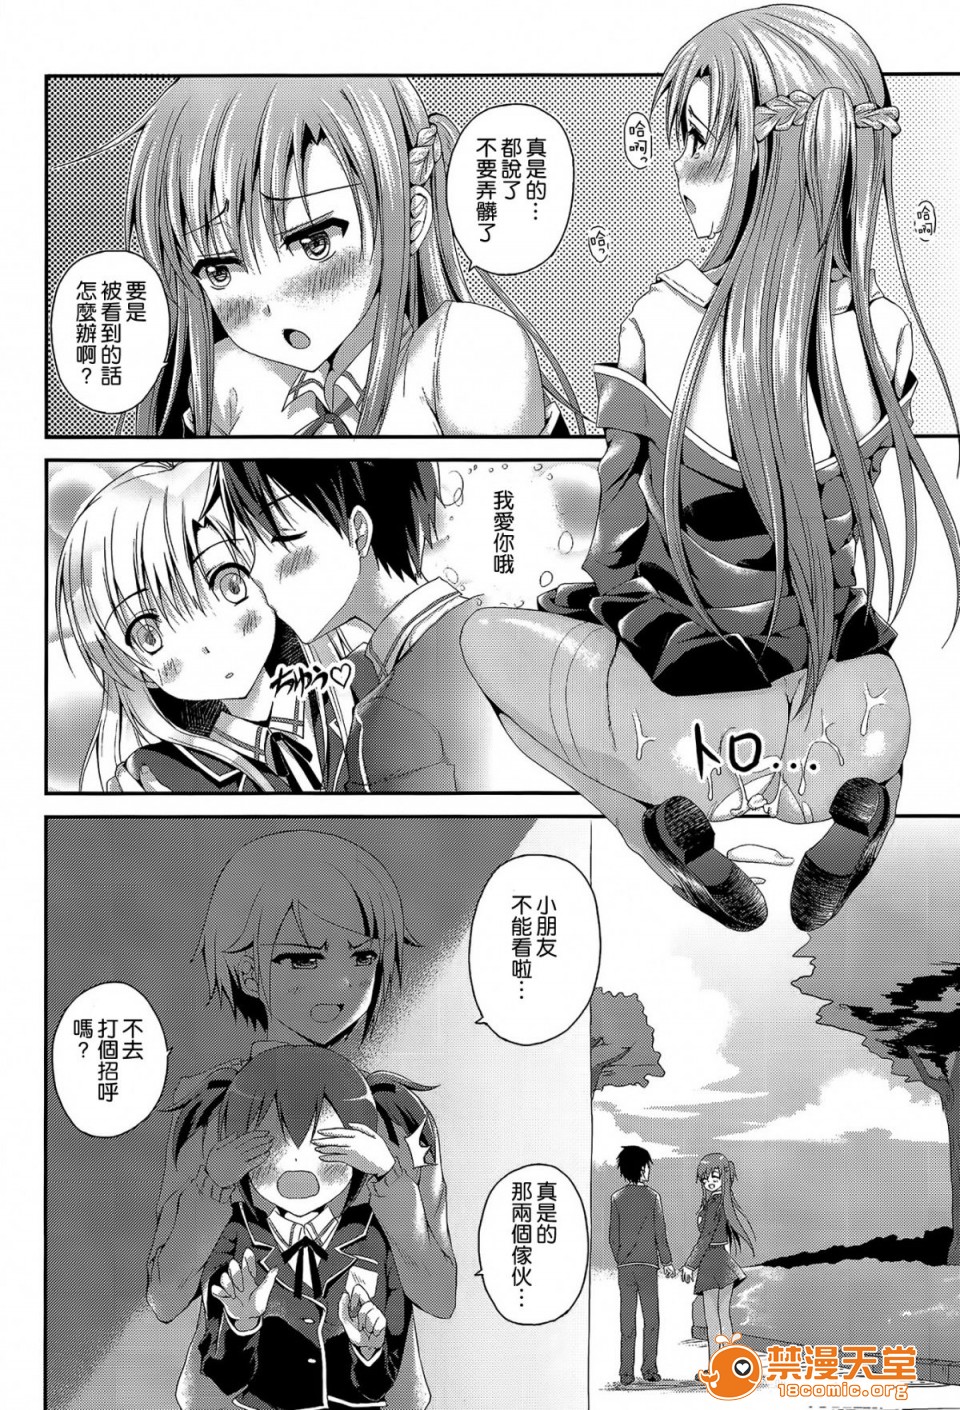 哈啊
哈啊
哈
真是的…
都說了
不要弄髒了
要是
被看到的話
怎麼辦啊？
我愛你哦
ちゅう♡
トロ...
小朋友
不能看啦…
不去
打個招呼
嗎？
真是的
那兩個傢伙…
禁漫天堂
18comic.org